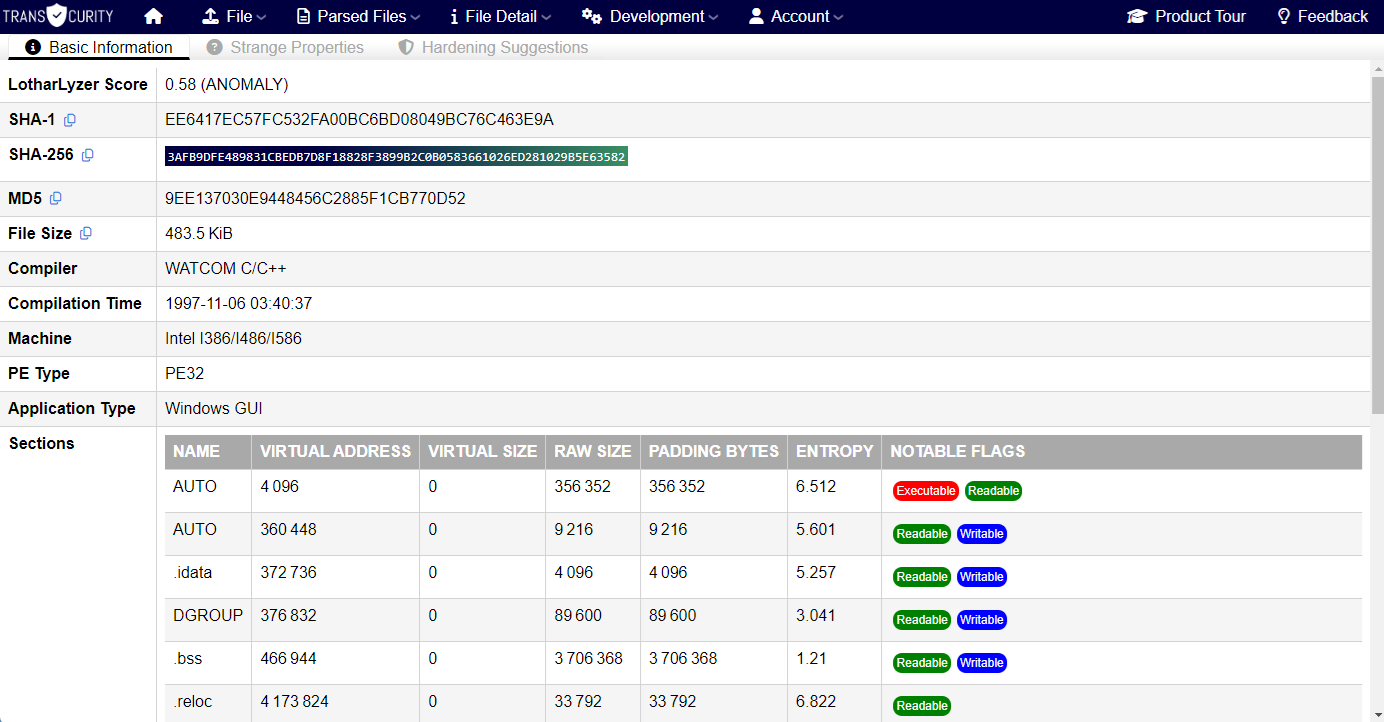 TRANSCURITY File Parsed Files File Detail Development Account Product Tour Feedback
Basic Information Strange Properties Hardening Suggestions
LotharLyzer Score 0.58 (ANOMALY)
SHA-1 EE6417EC57FC532FA00BC6BD08049BC76C463E9A
SHA-256 3AFB9DFE489831CBEDB7D8F18828F3899B2C0B0583661026ED281029B5E63582
MD5 9EE137030E9448456C2885F1CB770D52
File Size 483.5 KiB
Compiler WATCOM C/C++
Compilation Time 1997-11-06 03:40:37
Machine Intel I386/I486/I586
PE Type PE32
Application Type Windows GUI
Sections
NAME VIRTUAL ADDRESS VIRTUAL SIZE RAW SIZE PADDING BYTES ENTROPY NOTABLE FLAGS
AUTO 4 096 0 356 352 356 352 6.512 Executable Readable
AUTO 360 448 0 9 216 9 216 5.601 Readable Writable
.idata 372 736 0 4 096 4 096 5.257 Readable Writable
DGROUP 376 832 0 89 600 89 600 3.041 Readable Writable
.bss 466 944 0 3 706 368 3 706 368 1.21 Readable Writable
.reloc 4 173 824 0 33 792 33 792 6.822 Readable